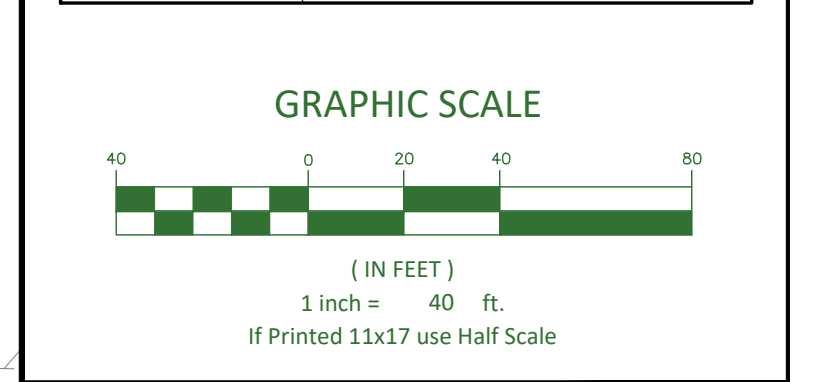 GRAPHIC SCALE
40 0 20 40 80
( IN FEET )
1 inch = 40 ft.
If Printed 11x17 use Half Scale